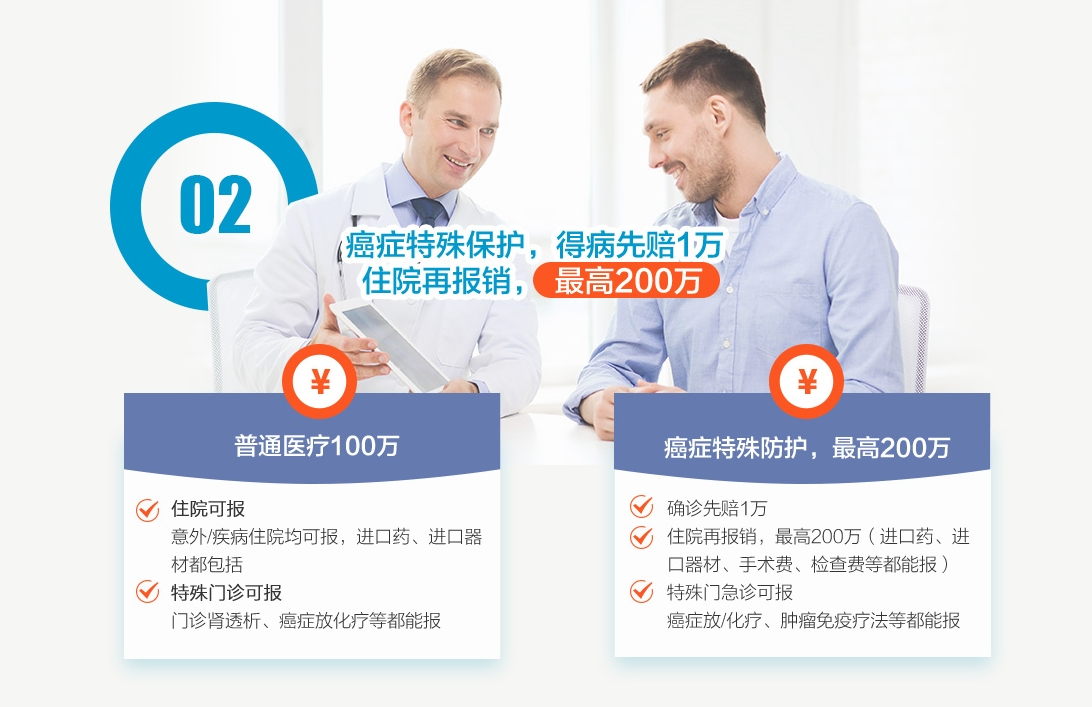 02
癌症特殊保护，得病先赔1万
住院再报销，最高200万
¥
普通医疗100万
住院可报
意外/疾病住院均可报，进口药、进口器
材都包括
特殊门诊可报
门诊肾透析、癌症放化疗等都能报
¥
癌症特殊防护，最高200万
确诊先赔1万
住院再报销，最高200万（进口药、进
口器材、手术费、检查费等都能报）
特殊门急诊可报
癌症放/化疗、肿瘤免疫疗法等都能报